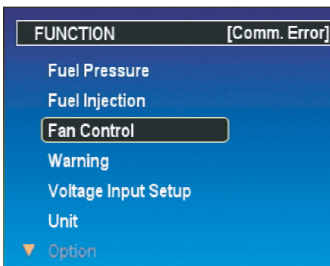 FUNCTION [Comm. Error]
Fuel Pressure
Fuel Injection
Fan Control
Warning
Voltage Input Setup
Unit
Option